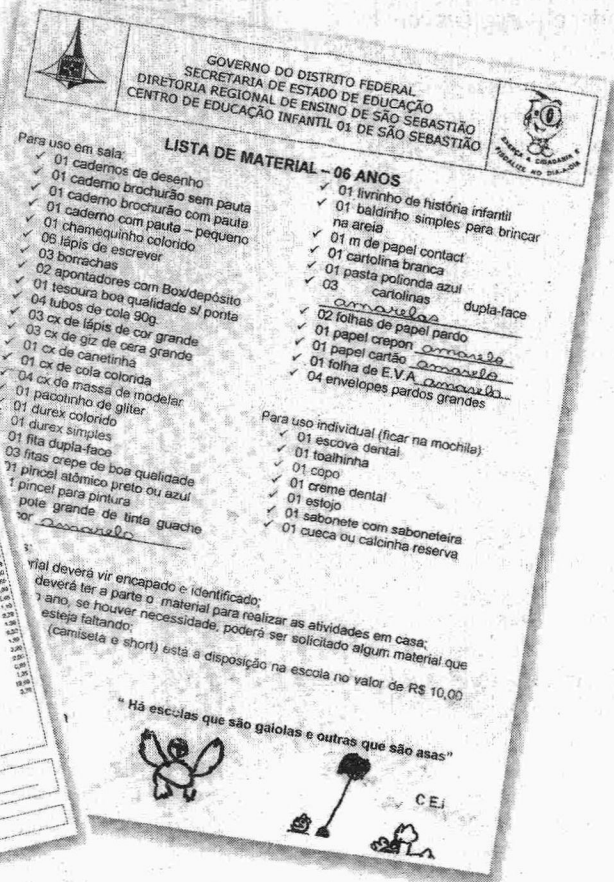 GOVERNO DO DISTRITO FEDERAL
SECRETARIA DE ESTADO DE EDUCAÇÃO
DIRETORIA REGIONAL DE ENSINO DE SÃO SEBASTIÃO
CENTRO DE EDUCAÇÃO INFANTIL 01 DE SÃO SEBASTIÃO
EXERÇA A CIDADANIA E
FISCALIZE NO DIA-A-DIA
LISTA DE MATERIAL – 06 ANOS
Para uso em sala:
✓ 01 cadernos de desenho
✓ 01 caderno brochurão sem pauta
✓ 01 caderno brochurão com pauta
✓ 01 caderno com pauta – pequeno
✓ 01 chamequinho colorido
✓ 06 lápis de escrever
✓ 03 borrachas
✓ 02 apontadores com Box/depósito
✓ 01 tesoura boa qualidade s/ ponta
✓ 04 tubos de cola 90g
✓ 03 cx de lápis de cor grande
✓ 03 cx de giz de cera grande
✓ 01 cx de canetinha
✓ 01 cx de cola colorida
✓ 04 cx de massa de modelar
✓ 01 pacotinho de gliter
✓ 01 durex colorido
01 durex simples
01 fita dupla-face
03 fitas crepe de boa qualidade
01 pincel atômico preto ou azul
1 pincel para pintura
pote grande de tinta guache
cor amarelo
✓ 01 livrinho de história infantil
✓ 01 baldinho simples para brincar
na areia
✓ 01 m de papel contact
✓ 01 cartolina branca
✓ 01 pasta polionda azul
✓ 03 cartolinas dupla-face
amarelas
✓ 02 folhas de papel pardo
✓ 01 papel crepon amarelo
✓ 01 papel cartão amarelo
✓ 01 folha de E.V.A amarela
✓ 04 envelopes pardos grandes
Para uso individual (ficar na mochila)
✓ 01 escova dental
✓ 01 toalhinha
✓ 01 copo
✓ 01 creme dental
✓ 01 estojo
✓ 01 sabonete com saboneteira
✓ 01 cueca ou calcinha reserva
s:
rial deverá vir encapado e identificado;
deverá ter a parte o material para realizar as atividades em casa;
o ano, se houver necessidade, poderá ser solicitado algum material que
esteja faltando;
(camiseta e short) está a disposição na escola no valor de R$ 10,00
" Há escolas que são gaiolas e outras que são asas"
C E.i